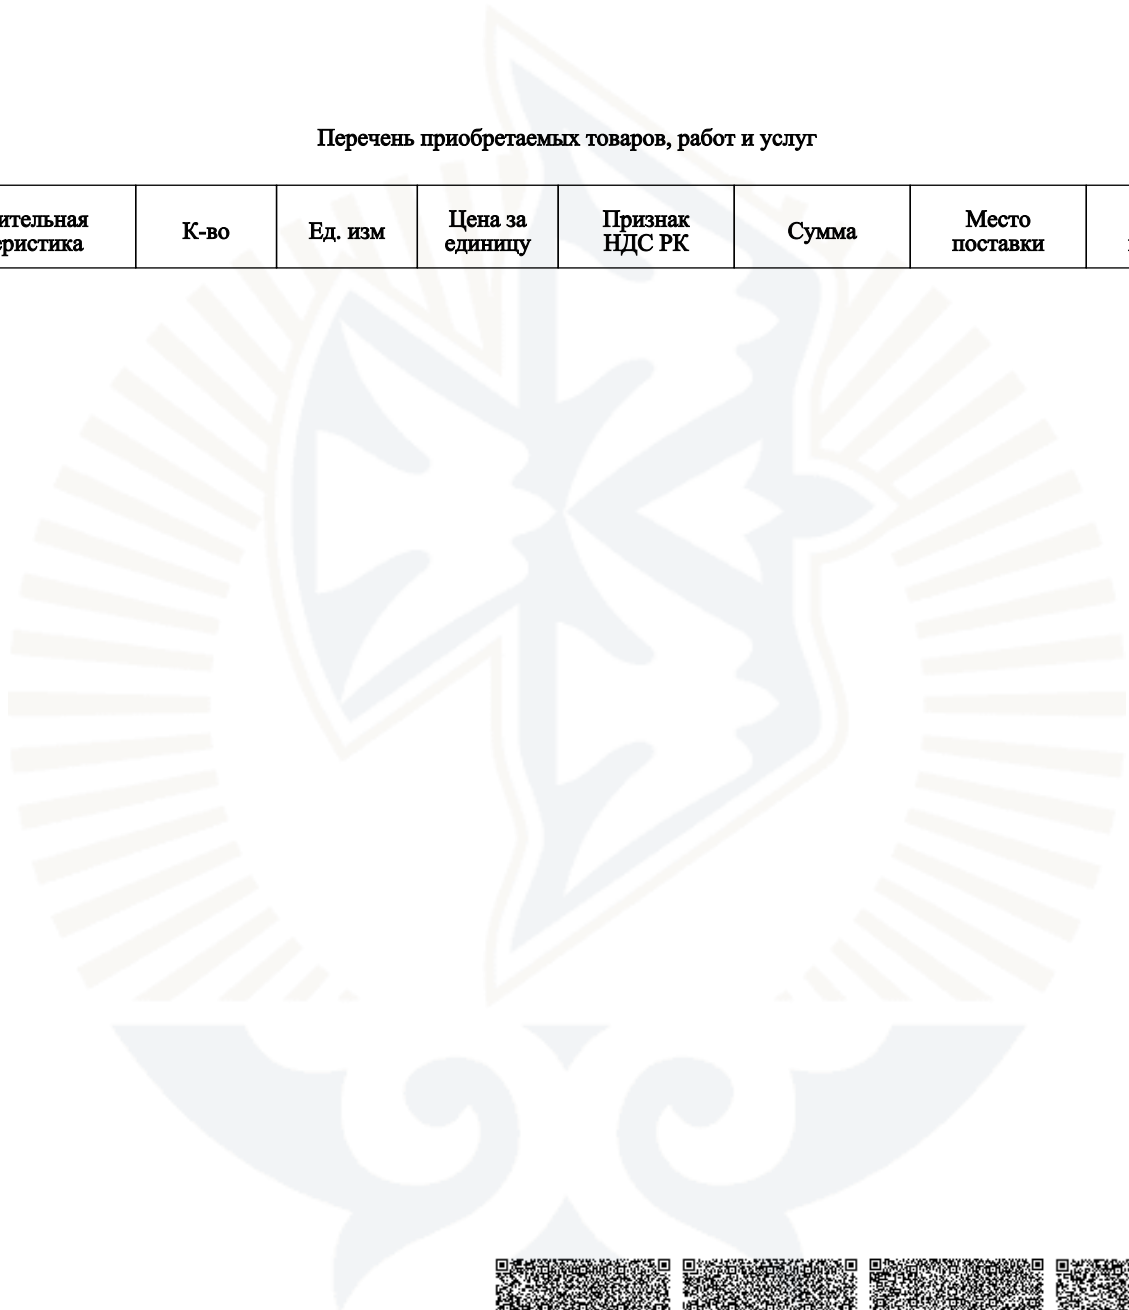 Перечень приобретаемых товаров, работ и услуг
ительная
еристика
К-во
Ед. изм
Цена за
единицу
Признак
НДС РК
Сумма
Место
поставки